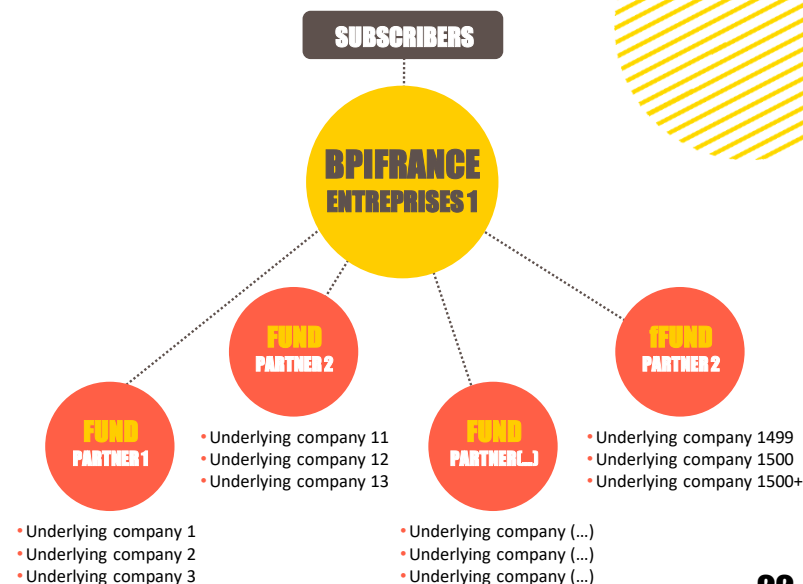 SUBSCRIBERS
BPIFRANCE
ENTREPRISES 1
FUND
PARTNER 2
fFUND
PARTNER 2
FUND
PARTNER 1
FUND
PARTNER(...)
• Underlying company 11
• Underlying company 12
• Underlying company 13
• Underlying company 1499
• Underlying company 1500
• Underlying company 1500+
• Underlying company 1
• Underlying company 2
• Underlying company 3
• Underlying company (...)
• Underlying company (...)
• Underlying company (...)